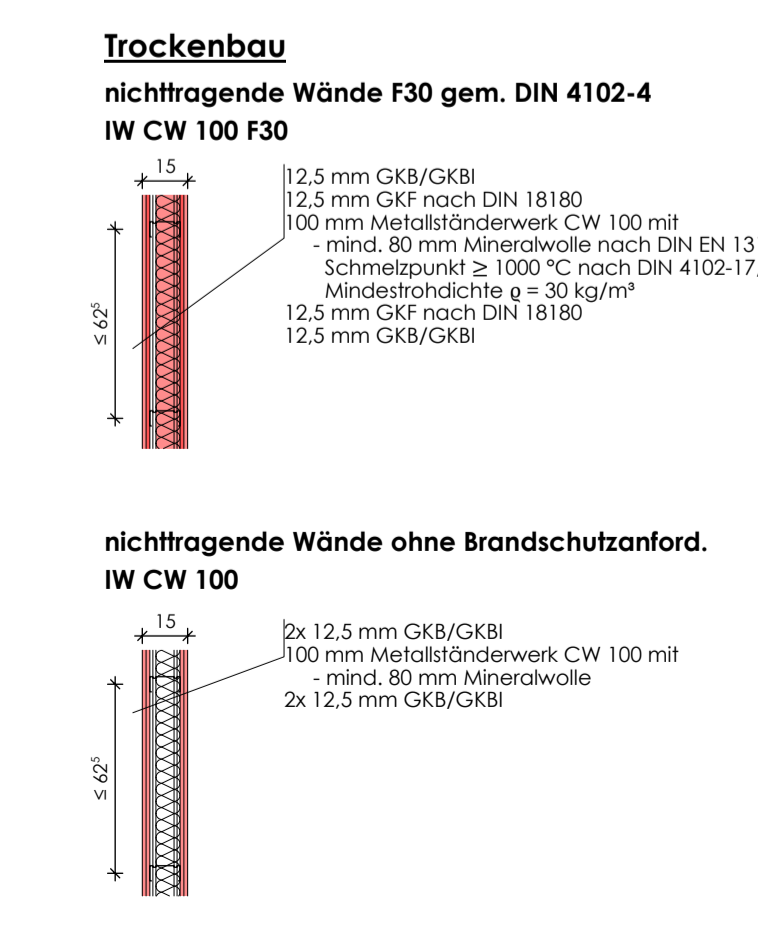 Trockenbau
nichttragende Wände F30 gem. DIN 4102-4
IW CW 100 F30
15
12,5 mm GKB/GKBI
12,5 mm GKF nach DIN 18180
100 mm Metallständerwerk CW 100 mit
- mind. 80 mm Mineralwolle nach DIN EN 13
Schmelzpunkt ≥ 1000 °C nach DIN 4102-17,
Mindestrohdichte ϱ = 30 kg/m³
12,5 mm GKF nach DIN 18180
12,5 mm GKB/GKBI
≤ 62⁵
nichttragende Wände ohne Brandschutzanford.
IW CW 100
15
2x 12,5 mm GKB/GKBI
100 mm Metallständerwerk CW 100 mit
- mind. 80 mm Mineralwolle
2x 12,5 mm GKB/GKBI
≤ 62⁵